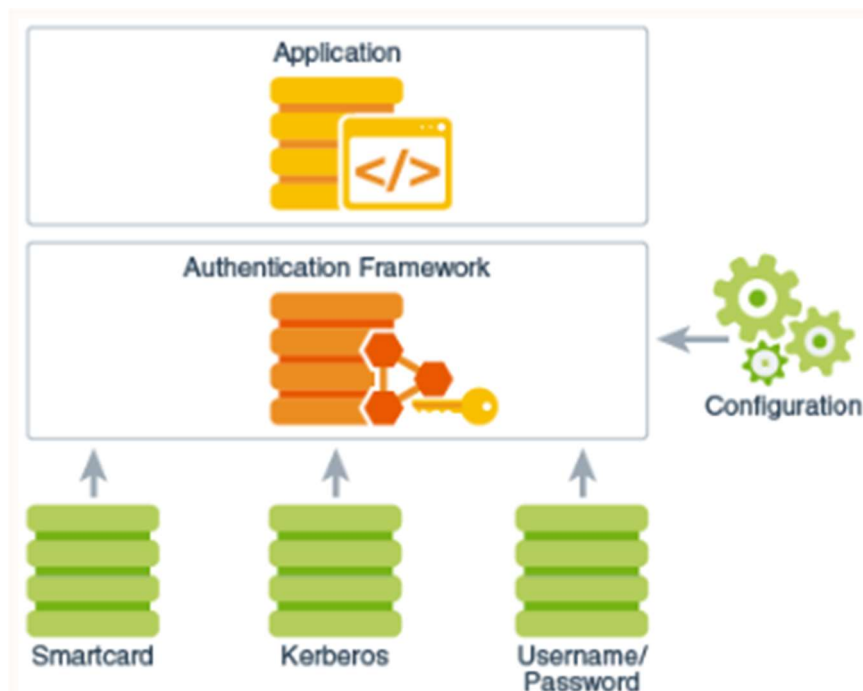 Application
</>
Authentication Framework
Configuration
Smartcard
Kerberos
Username/
Password